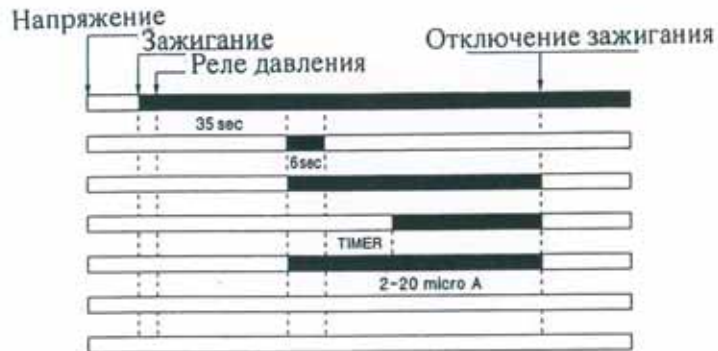 Напряжение
Зажигание
Отключение зажигания
Реле давления
35 sec
6sec
TIMER
2-20 micro A